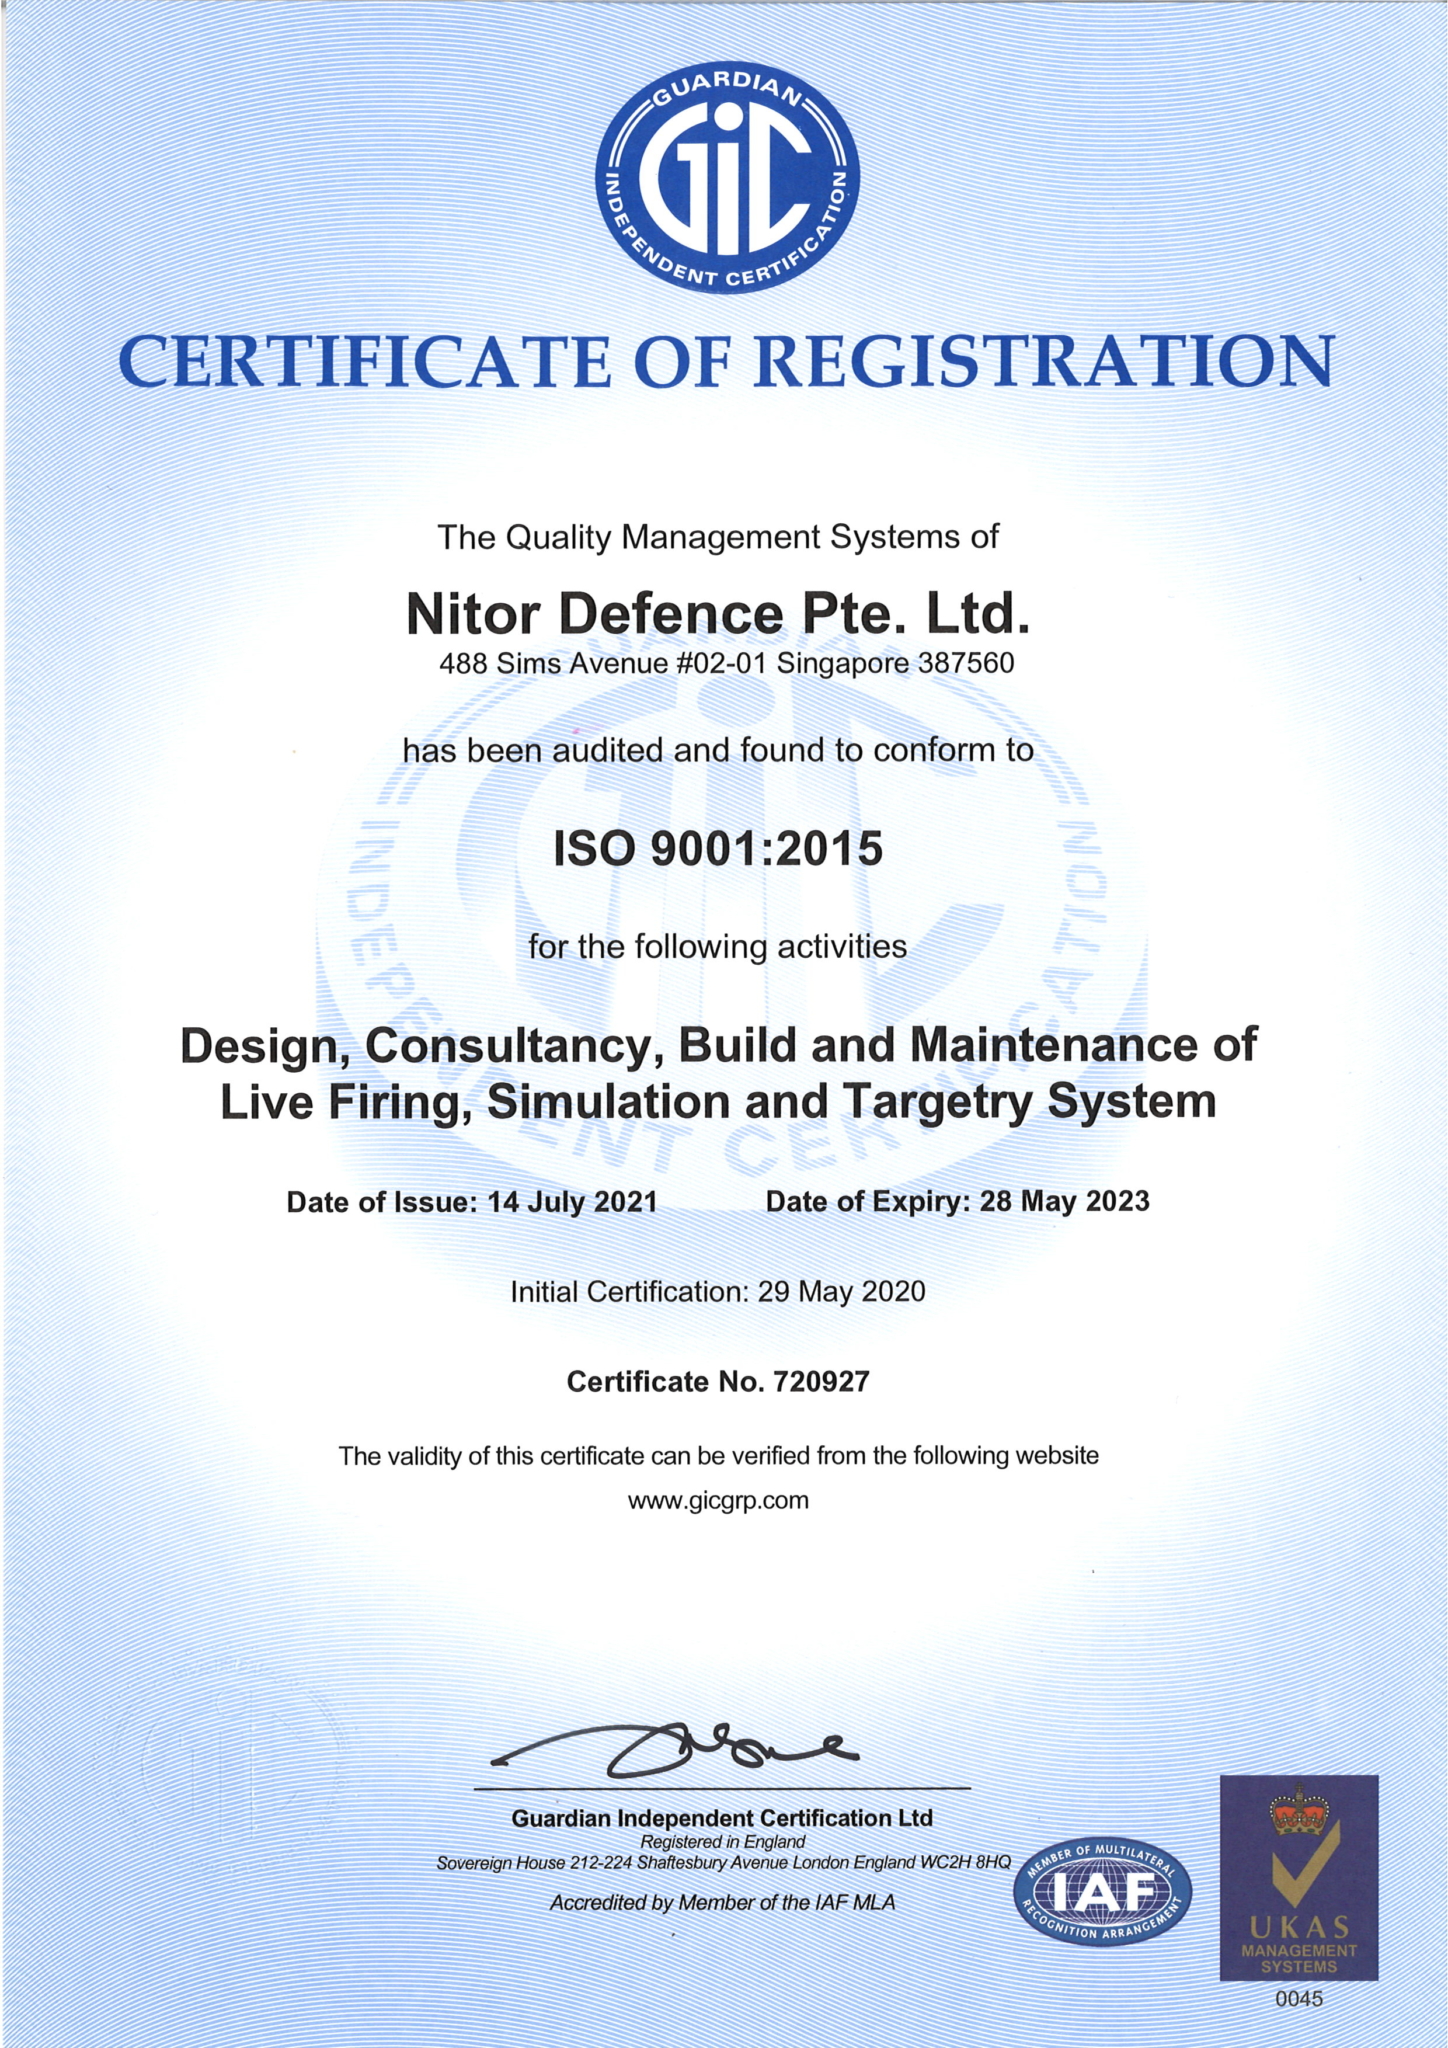 GUARDIAN
GiC
INDEPENDENT CERTIFICATION
CERTIFICATE OF REGISTRATION
The Quality Management Systems of
Nitor Defence Pte. Ltd.
488 Sims Avenue #02-01 Singapore 387560
has been audited and found to conform to
ISO 9001:2015
for the following activities
Design, Consultancy, Build and Maintenance of
Live Firing, Simulation and Targetry System
Date of Issue: 14 July 2021 Date of Expiry: 28 May 2023
Initial Certification: 29 May 2020
Certificate No. 720927
The validity of this certificate can be verified from the following website
www.gicgrp.com
Guardian Independent Certification Ltd
Registered in England
Sovereign House 212-224 Shaftesbury Avenue London England WC2H 8HQ
Accredited by Member of the IAF MLA
MEMBER OF MULTILATERAL
IAF
RECOGNITION ARRANGEMENT
UKAS
MANAGEMENT
SYSTEMS
0045